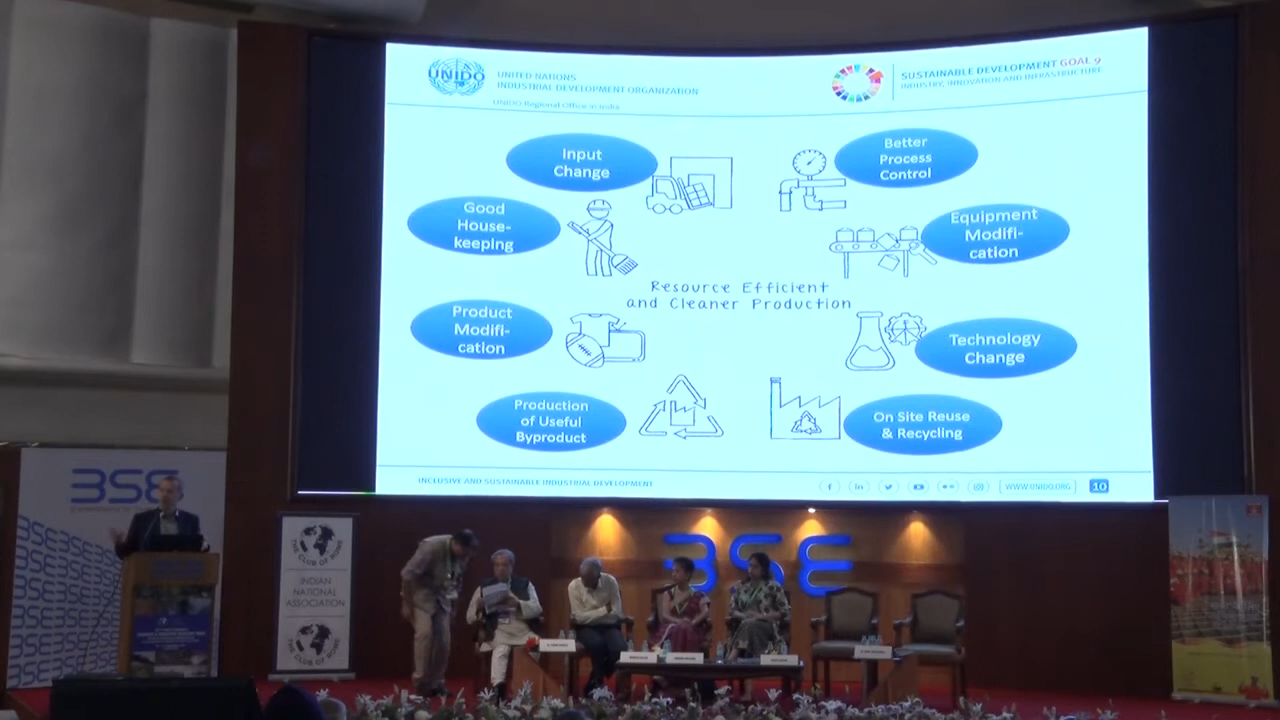 UNIDO
UNITED NATIONS
INDUSTRIAL DEVELOPMENT ORGANIZATION
UNIDO Regional Office in India
SUSTAINABLE DEVELOPMENT GOAL 9
INDUSTRY, INNOVATION AND INFRASTRUCTURE
Input
Change
Better
Process
Control
Good
House-
keeping
Equipment
Modifi-
cation
Resource Efficient
and Cleaner Production
Product
Modifi-
cation
Technology
Change
Production
of Useful
Byproduct
On Site Reuse
& Recycling
INCLUSIVE AND SUSTAINABLE INDUSTRIAL DEVELOPMENT
WWW.UNIDO.ORG
10
BSE
BSE
THE CLUB OF ROME
INDIAN
NATIONAL
ASSOCIATION
THE CLUB OF ROME
BSE